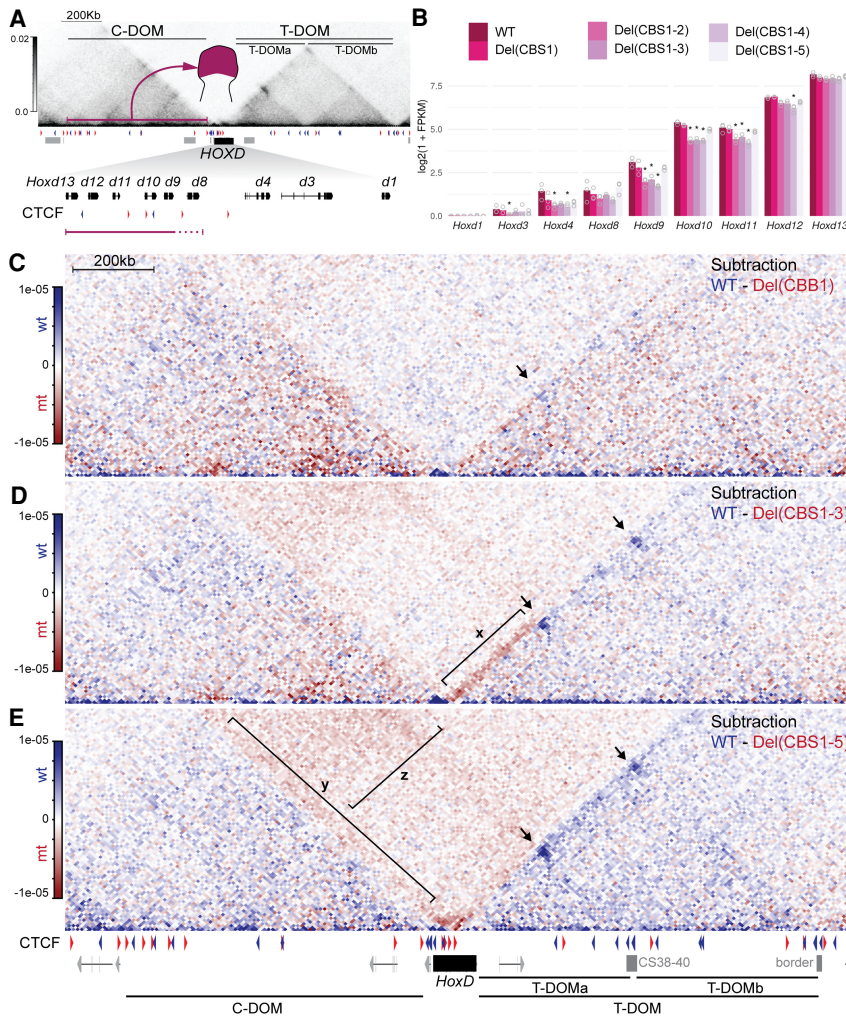 A
200Kb
C-DOM
T-DOM
T-DOMa
T-DOMb
0.02
0.0
HOXD
Hoxd13 d12 d11 d10 d9 d8 d4 d3 d1
CTCF
B
WT
Del(CBS1)
Del(CBS1-2)
Del(CBS1-3)
Del(CBS1-4)
Del(CBS1-5)
log2(1 + FPKM)
7.5
5.0
2.5
0.0
* * * * * * * * * * * * *
Hoxd1 Hoxd3 Hoxd4 Hoxd8 Hoxd9 Hoxd10 Hoxd11 Hoxd12 Hoxd13
C
200kb
1e-05
wt
0
mt
-1e-05
Subtraction
WT - Del(CBB1)
D
1e-05
wt
0
mt
-1e-05
Subtraction
WT - Del(CBS1-3)
x
E
1e-05
wt
0
mt
-1e-05
Subtraction
WT - Del(CBS1-5)
y
z
CTCF
HoxD
CS38-40
border
T-DOMa
T-DOMb
C-DOM
T-DOM